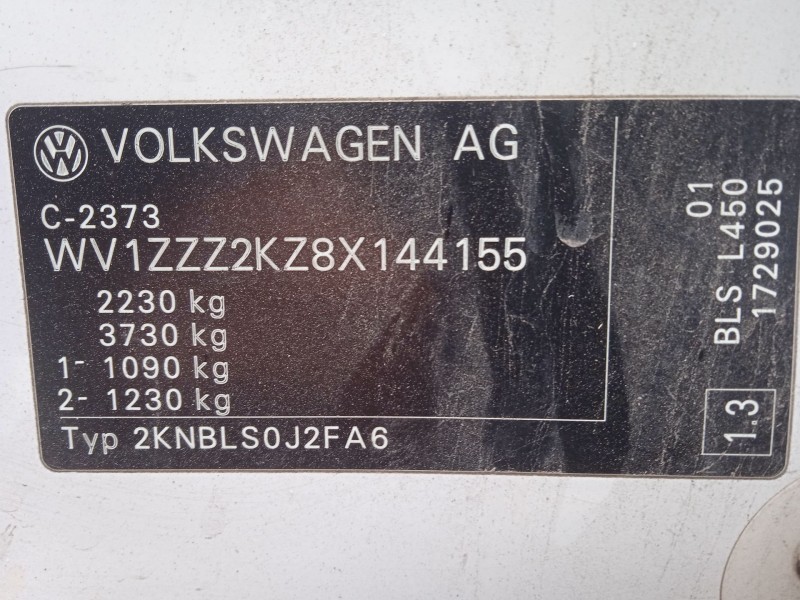 VOLKSWAGEN AG
C-2373
WV1ZZZ2KZ8X144155
2230 kg
3730 kg
1- 1090 kg
2- 1230 kg
Typ 2KNBLS0J2FA6
01
BLS L450
1729025
1.3